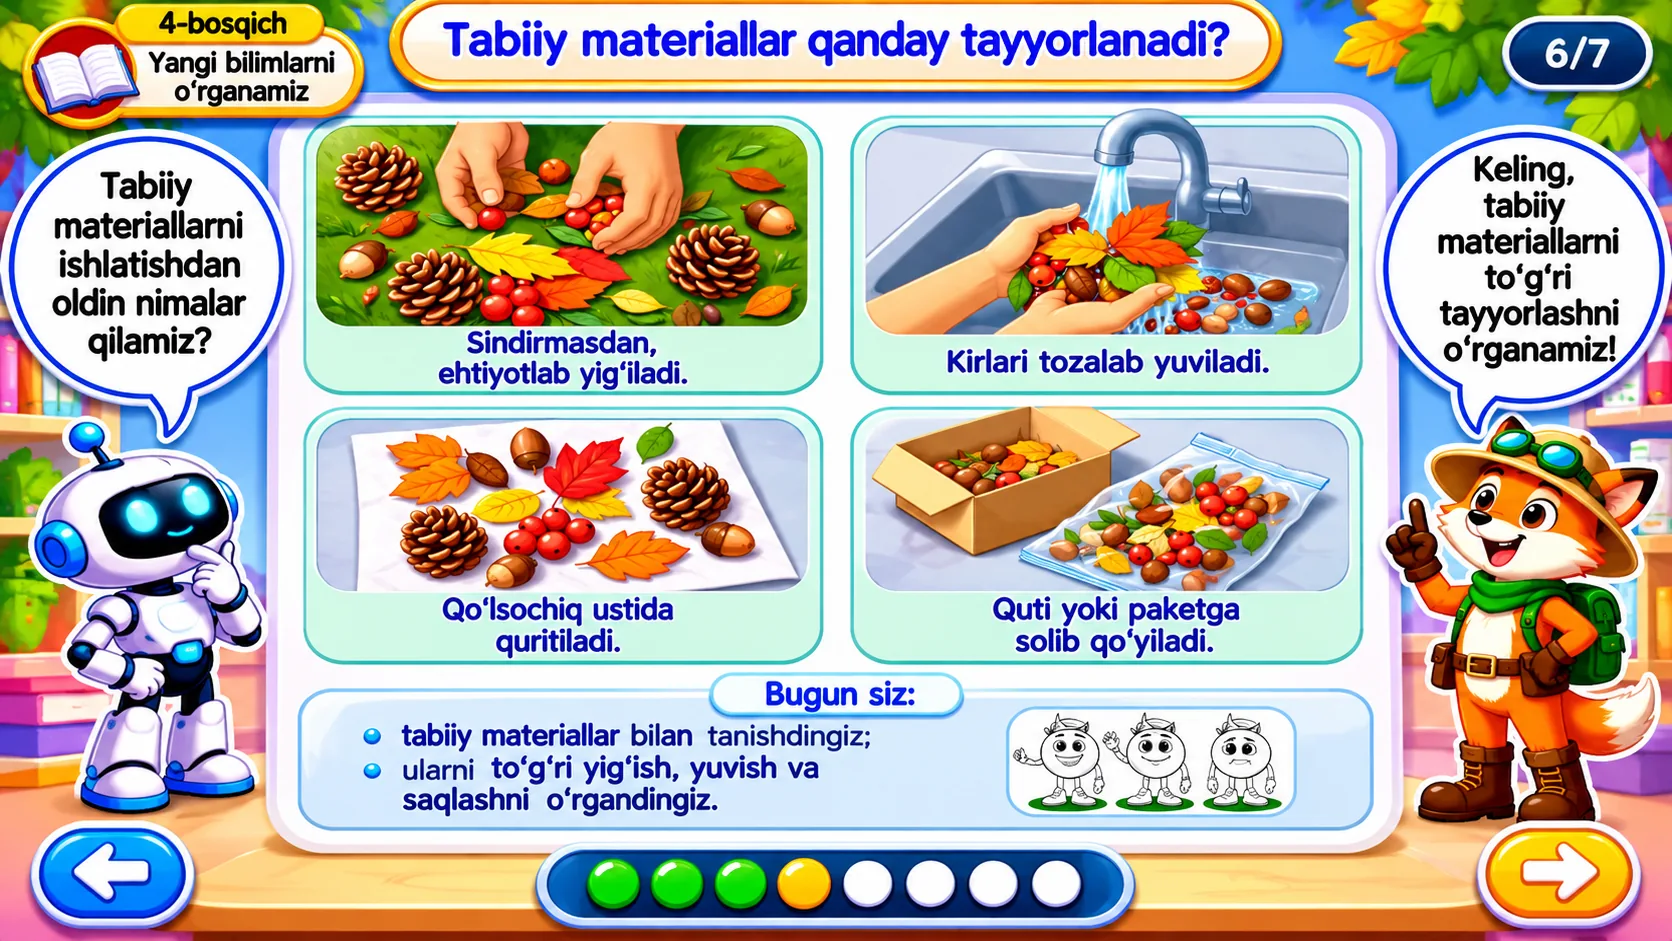 4-bosqich
Yangi bilimlarni
o‘rganamiz
Tabiiy materiallar qanday tayyorlanadi?
6/7
Tabiiy
materiallarni
ishlatishdan
oldin nimalar
qilamiz?
Keling,
tabiiy
materiallarni
to‘g‘ri
tayyorlashni
o‘rganamiz!
Sindirmasdan,
ehtiyotlab yig‘iladi.
Kirlari tozalab yuviladi.
Qo‘lsochiq ustida
quritiladi.
Quti yoki paketga
solib qo‘yiladi.
Bugun siz:
tabiiy materiallar bilan tanishdingiz;
ularni to‘g‘ri yig‘ish, yuvish va
saqlashni o‘rgandingiz.